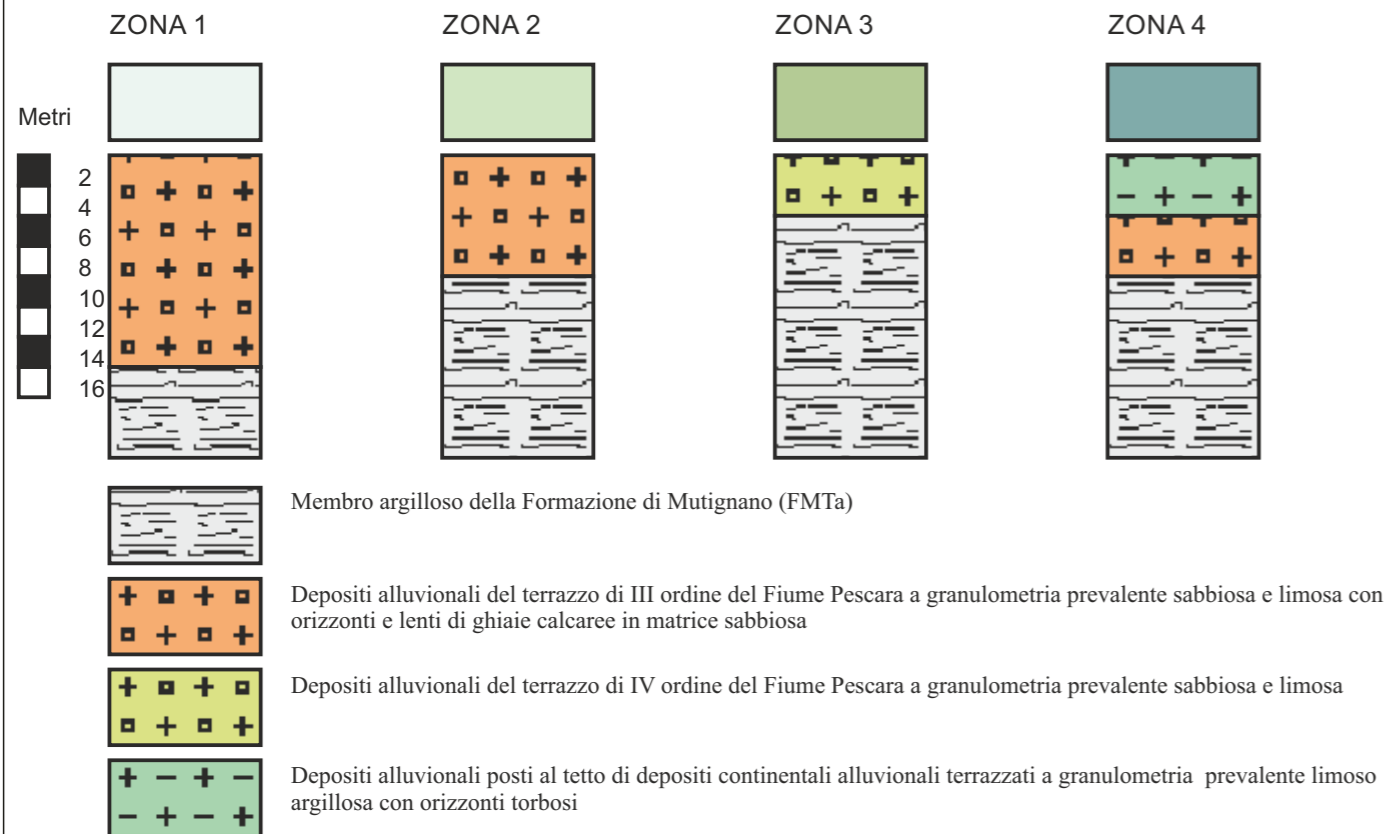 ZONA 1
ZONA 2
ZONA 3
ZONA 4
Metri
2
4
6
8
10
12
14
16
Membro argilloso della Formazione di Mutignano (FMTa)
Depositi alluvionali del terrazzo di III ordine del Fiume Pescara a granulometria prevalente sabbiosa e limosa con
orizzonti e lenti di ghiaie calcaree in matrice sabbiosa
Depositi alluvionali del terrazzo di IV ordine del Fiume Pescara a granulometria prevalente sabbiosa e limosa
Depositi alluvionali posti al tetto di depositi continentali alluvionali terrazzati a granulometria prevalente limoso
argillosa con orizzonti torbosi